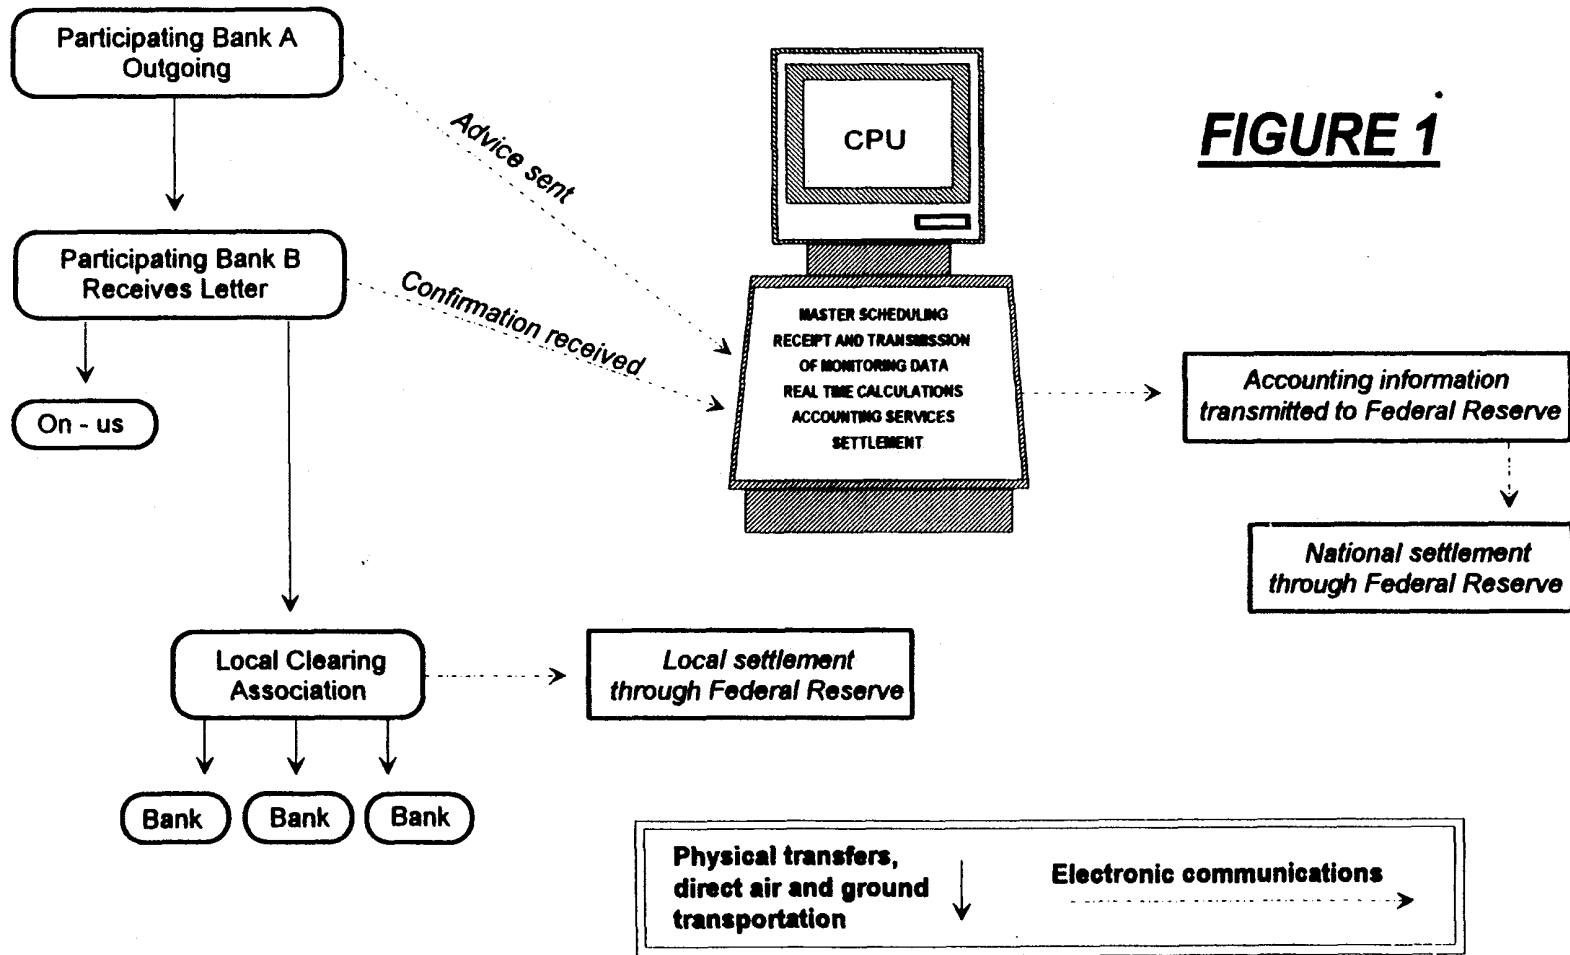 Participating Bank A
Outgoing
Advice sent
CPU
FIGURE 1
Participating Bank B
Receives Letter
Confirmation received
MASTER SCHEDULING
RECEIPT AND TRANSMISSION
OF MONITORING DATA
REAL TIME CALCULATIONS
ACCOUNTING SERVICES
SETTLEMENT
Accounting information
transmitted to Federal Reserve
On - us
National settlement
through Federal Reserve
Local Clearing
Association
Local settlement
through Federal Reserve
Bank
Bank
Bank
Physical transfers,
direct air and ground
transportation
Electronic communications